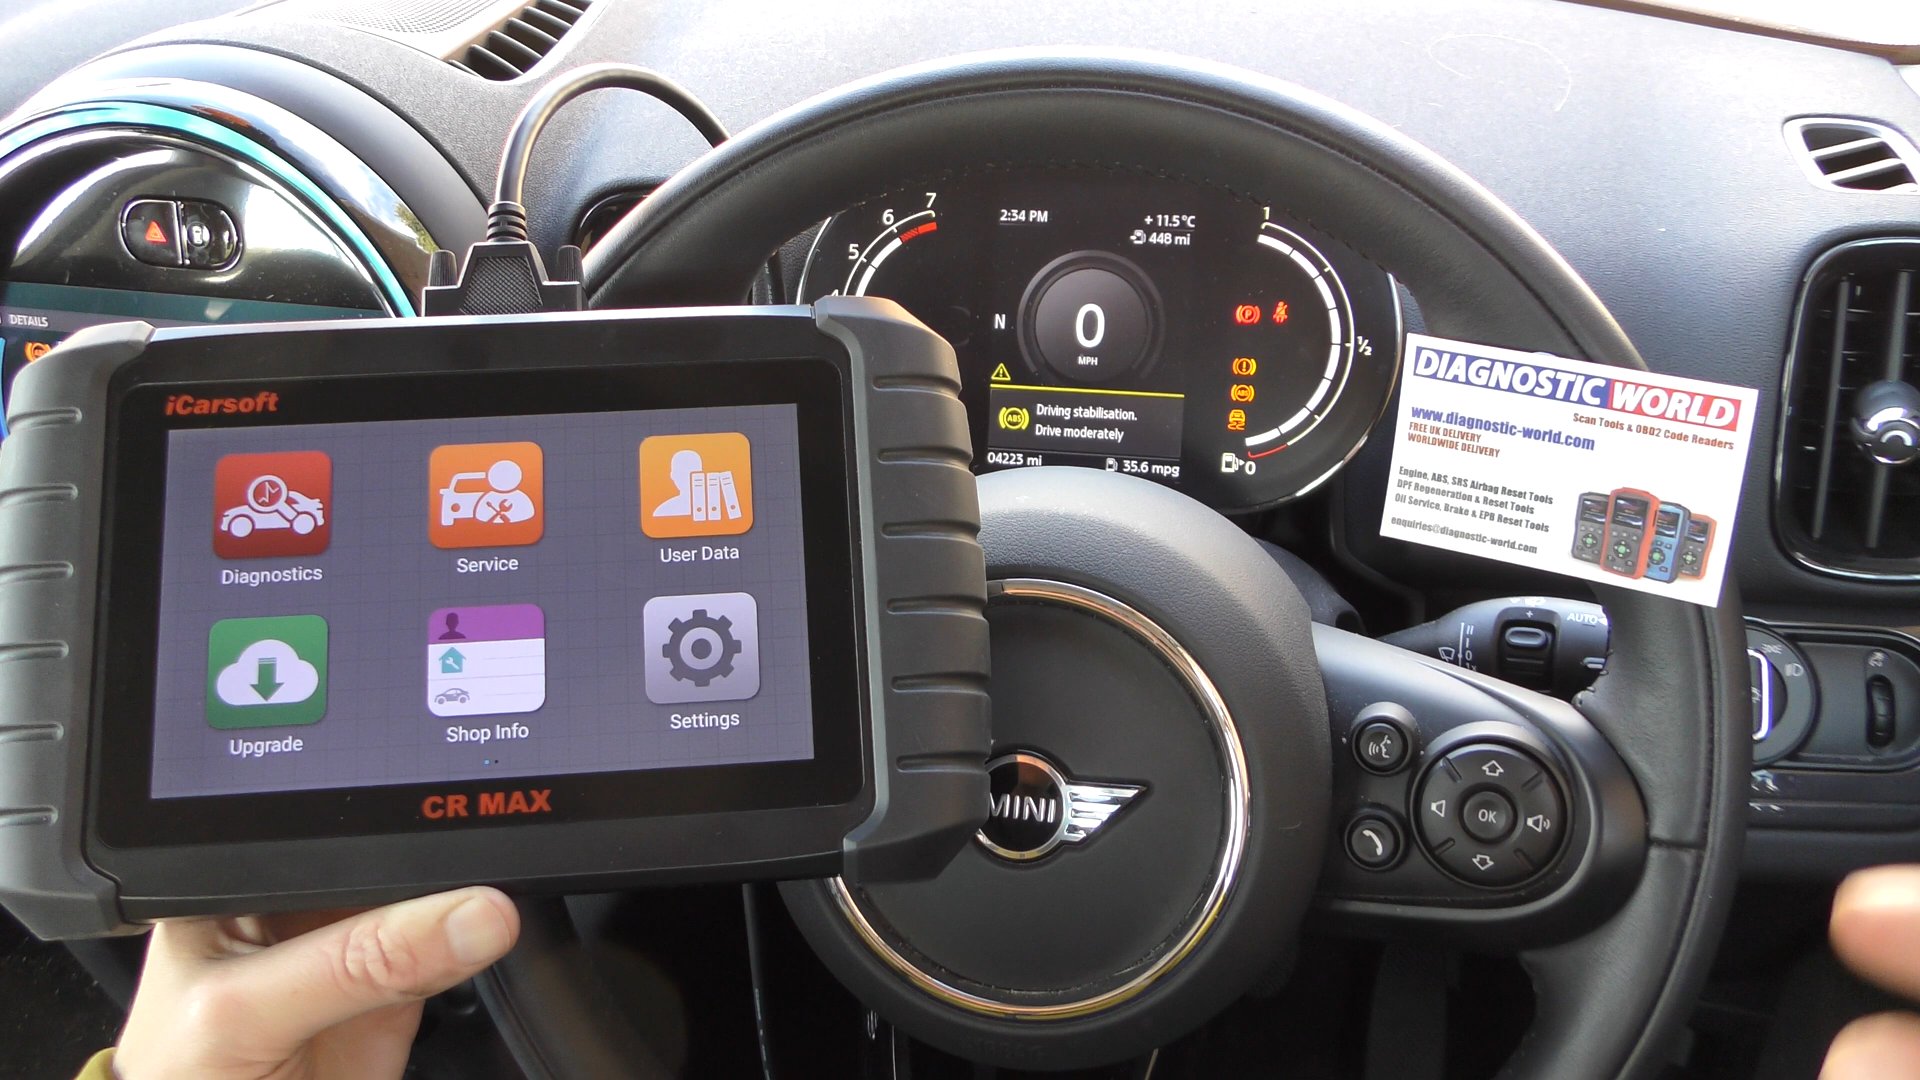 DETAILS
iCarsoft
Diagnostics
Service
User Data
Upgrade
Shop Info
Settings
CR MAX
5
6
7
2:34 PM
+ 11.5°C
448 mi
N
0
MPH
ABS
Driving stabilisation.
Drive moderately
04223 mi
35.6 mpg
1
½
0
P
ABS
DIAGNOSTIC WORLD
Scan Tools & OBD2 Code Readers
www.diagnostic-world.com
FREE UK DELIVERY
WORLDWIDE DELIVERY
Engine, ABS, SRS Airbag Reset Tools
DPF Regeneration & Reset Tools
Oil Service, Brake & EPB Reset Tools
enquiries@diagnostic-world.com
AUTO
MINI
OK